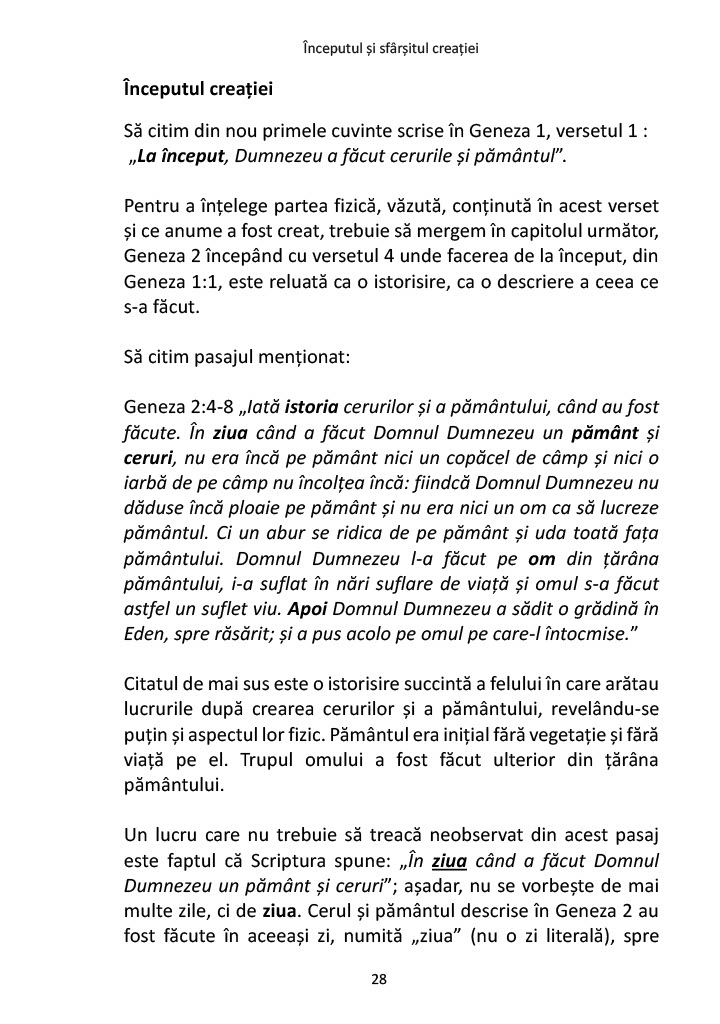 Începutul și sfârșitul creației
Începutul creației
Să citim din nou primele cuvinte scrise în Geneza 1, versetul 1 :
„La început, Dumnezeu a făcut cerurile și pământul”.
Pentru a înțelege partea fizică, văzută, conținută în acest verset
și ce anume a fost creat, trebuie să mergem în capitolul următor,
Geneza 2 începând cu versetul 4 unde facerea de la început, din
Geneza 1:1, este reluată ca o istorisire, ca o descriere a ceea ce
s-a făcut.
Să citim pasajul menționat:
Geneza 2:4-8 „Iată istoria cerurilor și a pământului, când au fost
făcute. În ziua când a făcut Domnul Dumnezeu un pământ și
ceruri, nu era încă pe pământ nici un copăcel de câmp și nici o
iarbă de pe câmp nu încolțea încă: fiindcă Domnul Dumnezeu nu
dăduse încă ploaie pe pământ și nu era nici un om ca să lucreze
pământul. Ci un abur se ridica de pe pământ și uda toată fața
pământului. Domnul Dumnezeu l-a făcut pe om din țărâna
pământului, i-a suflat în nări suflare de viață și omul s-a făcut
astfel un suflet viu. Apoi Domnul Dumnezeu a sădit o grădină în
Eden, spre răsărit; și a pus acolo pe omul pe care-l întocmise.”
Citatul de mai sus este o istorisire succintă a felului în care arătau
lucrurile după crearea cerurilor și a pământului, revelându-se
puțin și aspectul lor fizic. Pământul era inițial fără vegetație și fără
viață pe el. Trupul omului a fost făcut ulterior din țărâna
pământului.
Un lucru care nu trebuie să treacă neobservat din acest pasaj
este faptul că Scriptura spune: „În ziua când a făcut Domnul
Dumnezeu un pământ și ceruri”; așadar, nu se vorbește de mai
multe zile, ci de ziua. Cerul și pământul descrise în Geneza 2 au
fost făcute în aceeași zi, numită „ziua” (nu o zi literală), spre
28